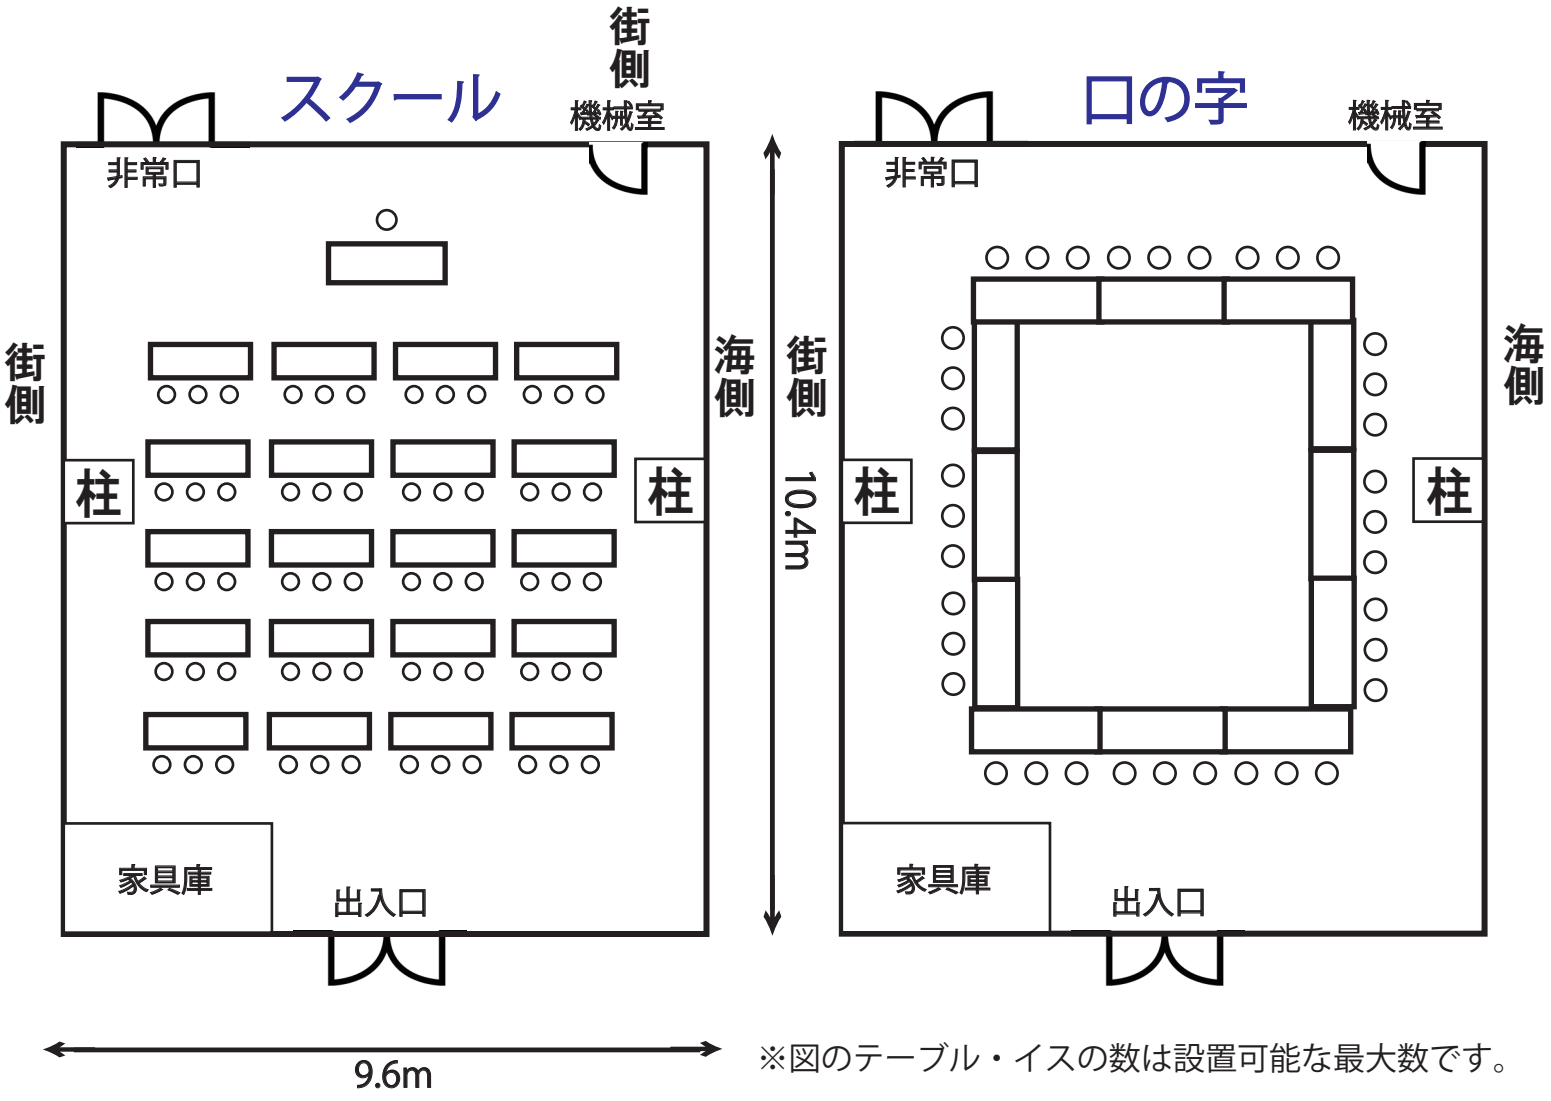 街側
スクール
機械室
非常口
街側
海側
柱
柱
家具庫
出入口
9.6m
10.4m
口の字
機械室
非常口
街側
海側
柱
柱
家具庫
出入口
※図のテーブル・イスの数は設置可能な最大数です。